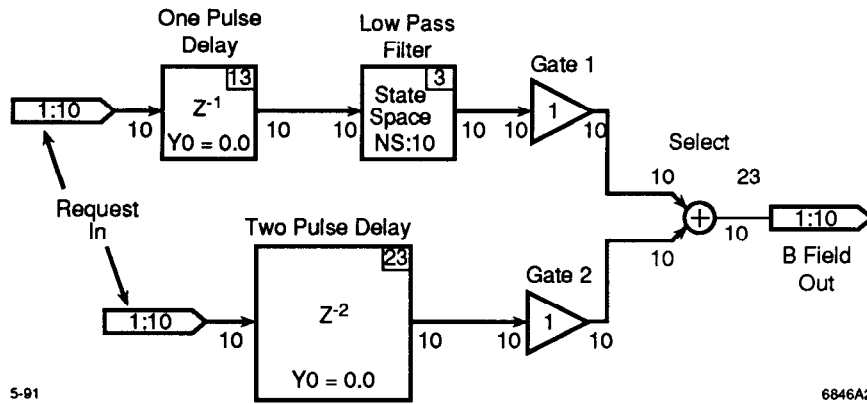 One Pulse
Delay
Low Pass
Filter
Gate 1
1:10
10
13
Z-1
Y0 = 0.0
10
10
3
State
Space
NS:10
10
10
1
10
Select
10
23
Request
In
Two Pulse Delay
+
10
1:10
B Field
Out
10
1:10
10
23
Z-2
Y0 = 0.0
10
10
Gate 2
1
10
5-91
6846A2